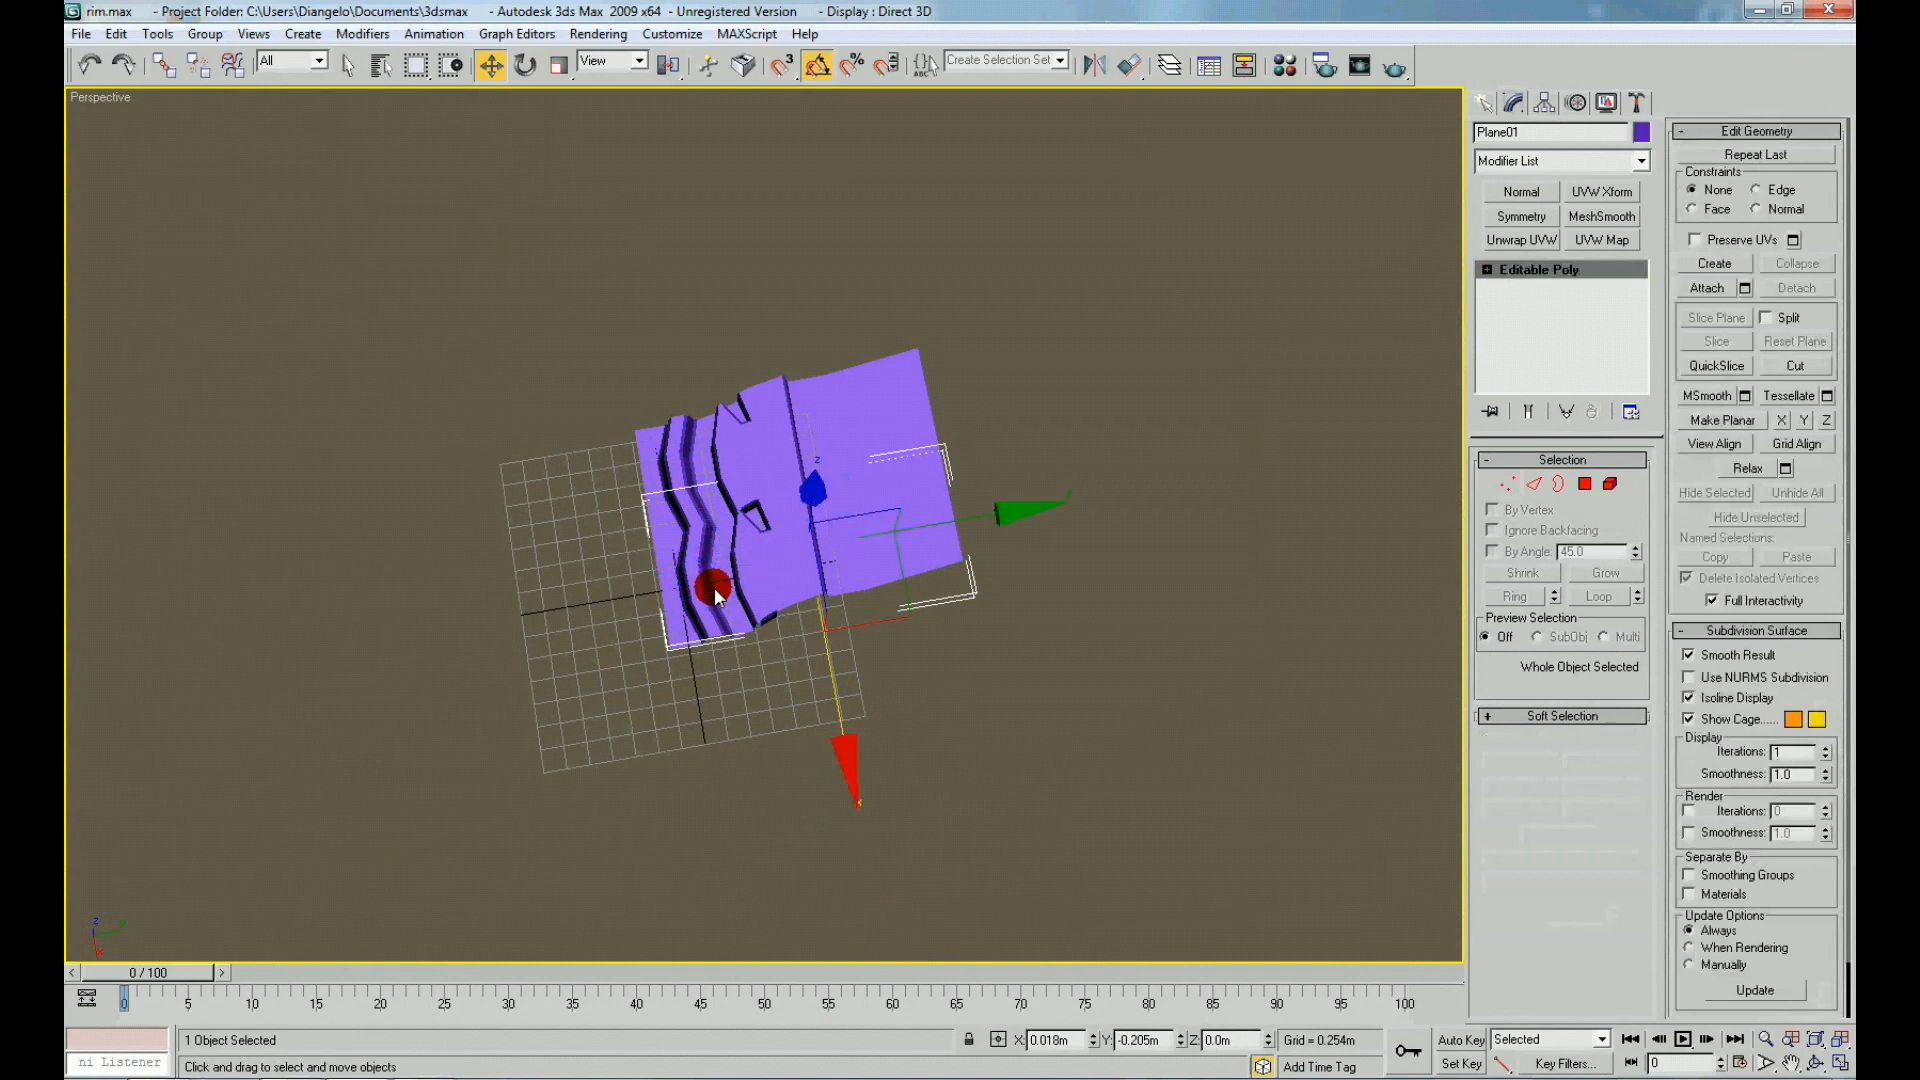 rim.max - Project Folder: C:\Users\Diangelo\Documents\3dsmax - Autodesk 3ds Max 2009 x64 - Unregistered Version - Display : Direct 3D
File Edit Tools Group Views Create Modifiers Animation Graph Editors Rendering Customize MAXScript Help
All View 3 Create Selection Set
Perspective
Plane01
Modifier List
Normal UVW Xform
Symmetry MeshSmooth
Unwrap UVW UVW Map
Editable Poly
- Selection
By Vertex
Ignore Backfacing
By Angle: 45.0
Shrink Grow
Ring Loop
Preview Selection
Off SubObj Multi
Whole Object Selected
+ Soft Selection
- Edit Geometry
Repeat Last
Constraints
None Edge
Face Normal
Preserve UVs
Create Collapse
Attach Detach
Slice Plane Split
Slice Reset Plane
QuickSlice Cut
MSmooth Tessellate
Make Planar X Y Z
View Align Grid Align
Relax
Hide Selected Unhide All
Hide Unselected
Named Selections:
Copy Paste
Delete Isolated Vertices
Full Interactivity
- Subdivision Surface
Smooth Result
Use NURMS Subdivision
Isoline Display
Show Cage......
Display
Iterations: 1
Smoothness: 1.0
Render
Iterations: 0
Smoothness: 1.0
Separate By
Smoothing Groups
Materials
Update Options
Always
When Rendering
Manually
Update
z
x
z y
< 0 / 100 >
0 5 10 15 20 25 30 35 40 45 50 55 60 65 70 75 80 85 90 95 100
1 Object Selected X: 0.018m Y: -0.205m Z: 0.0m Grid = 0.254m Auto Key Selected
ni Listener Click and drag to select and move objects Add Time Tag Set Key Key Filters... 0